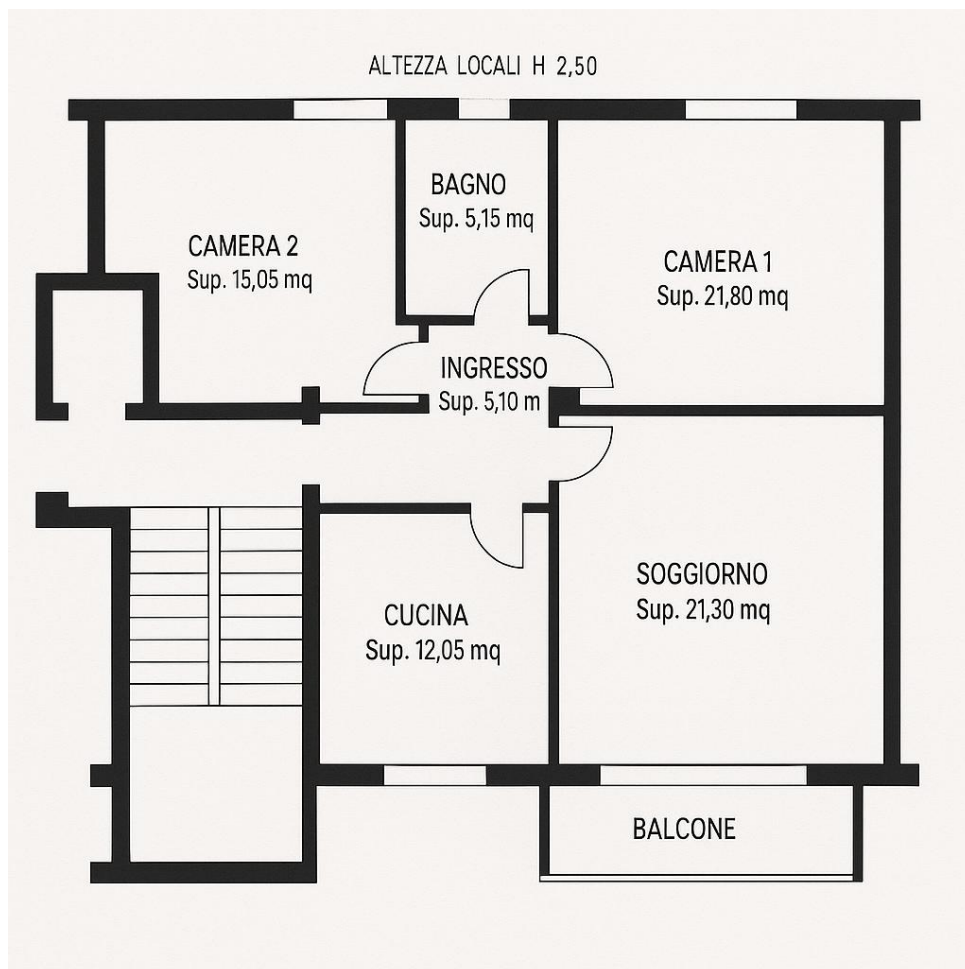 ALTEZZA LOCALI H 2,50
BAGNO
Sup. 5,15 mq
CAMERA 2
Sup. 15,05 mq
CAMERA 1
Sup. 21,80 mq
INGRESSO
Sup. 5,10 m
SOGGIORNO
Sup. 21,30 mq
CUCINA
Sup. 12,05 mq
BALCONE